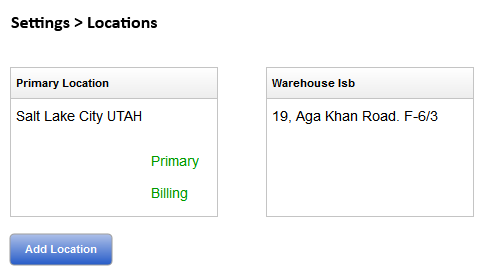 Settings > Locations
Primary Location
Salt Lake City UTAH
Primary
Billing
Warehouse Isb
19, Aga Khan Road. F-6/3
Add Location